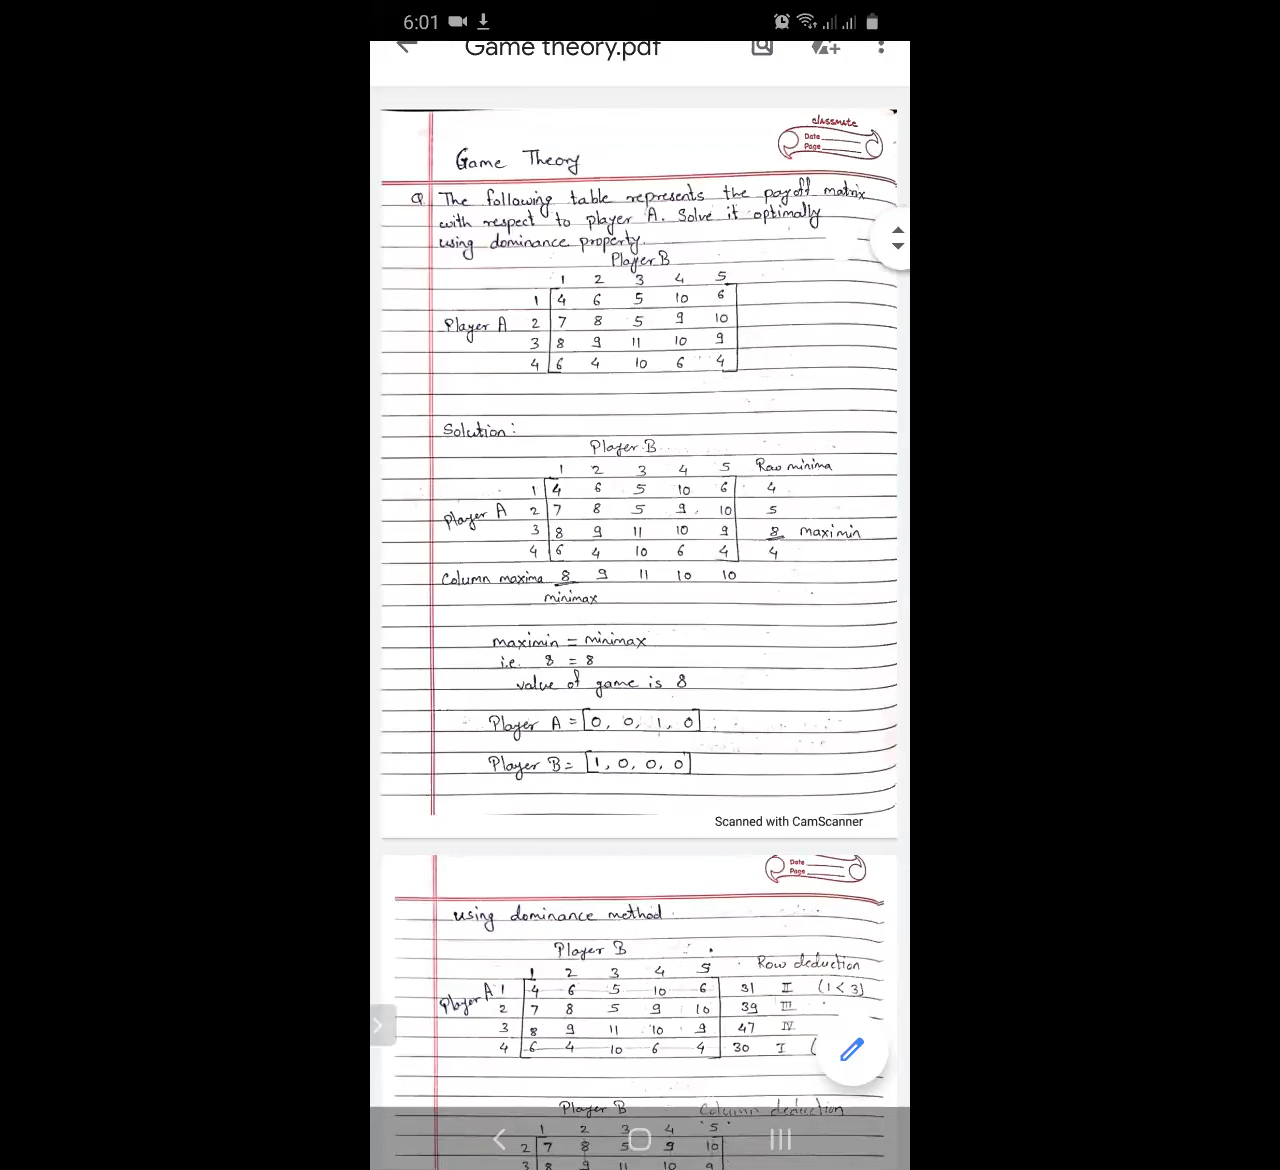 6:01
Game theory.pdf
classmate
Date
Page
Game Theory
Q. The following table represents the payoff matrix
with respect to player A. Solve it optimally
using dominance property.
Player B
1 2 3 4 5
1 4 6 5 10 6
Player A 2 7 8 5 9 10
3 8 9 11 10 9
4 6 4 10 6 4
Solution:
Player B
1 2 3 4 5 Row minima
1 4 6 5 10 6 4
Player A 2 7 8 5 9 10 5
3 8 9 11 10 9 8 maximin
4 6 4 10 6 4 4
Column maxima 8 9 11 10 10
minimax
maximin = minimax
i.e. 8 = 8
value of game is 8
Player A = [0, 0, 1, 0]
Player B = [1, 0, 0, 0]
Scanned with CamScanner
Date
Page
using dominance method.
Player B
1 2 3 4 5 Row deduction
Player A 1 4 6 5 10 6 31 II (1<3)
2 7 8 5 9 10 39 III
3 8 9 11 10 9 47 IV
4 6 4 10 6 4 30 I (
Player B Column deduction
1 2 3 4 5
2 7 8 5 9 10
3 8 9 11 10 9